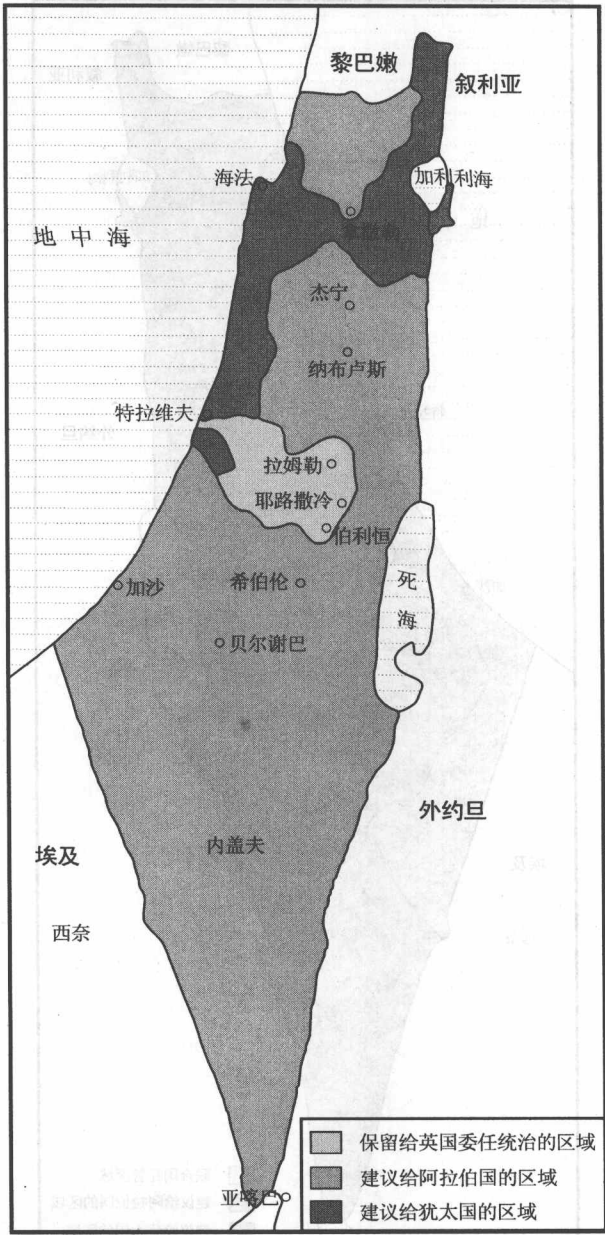 黎巴嫩
叙利亚
海法
加利利海
地中海
拿撒勒
杰宁
纳布卢斯
特拉维夫
拉姆勒
耶路撒冷
伯利恒
加沙
希伯伦
死海
贝尔谢巴
外约旦
内盖夫
埃及
西奈
保留给英国委任统治的区域
建议给阿拉伯国的区域
建议给犹太国的区域
亚喀巴